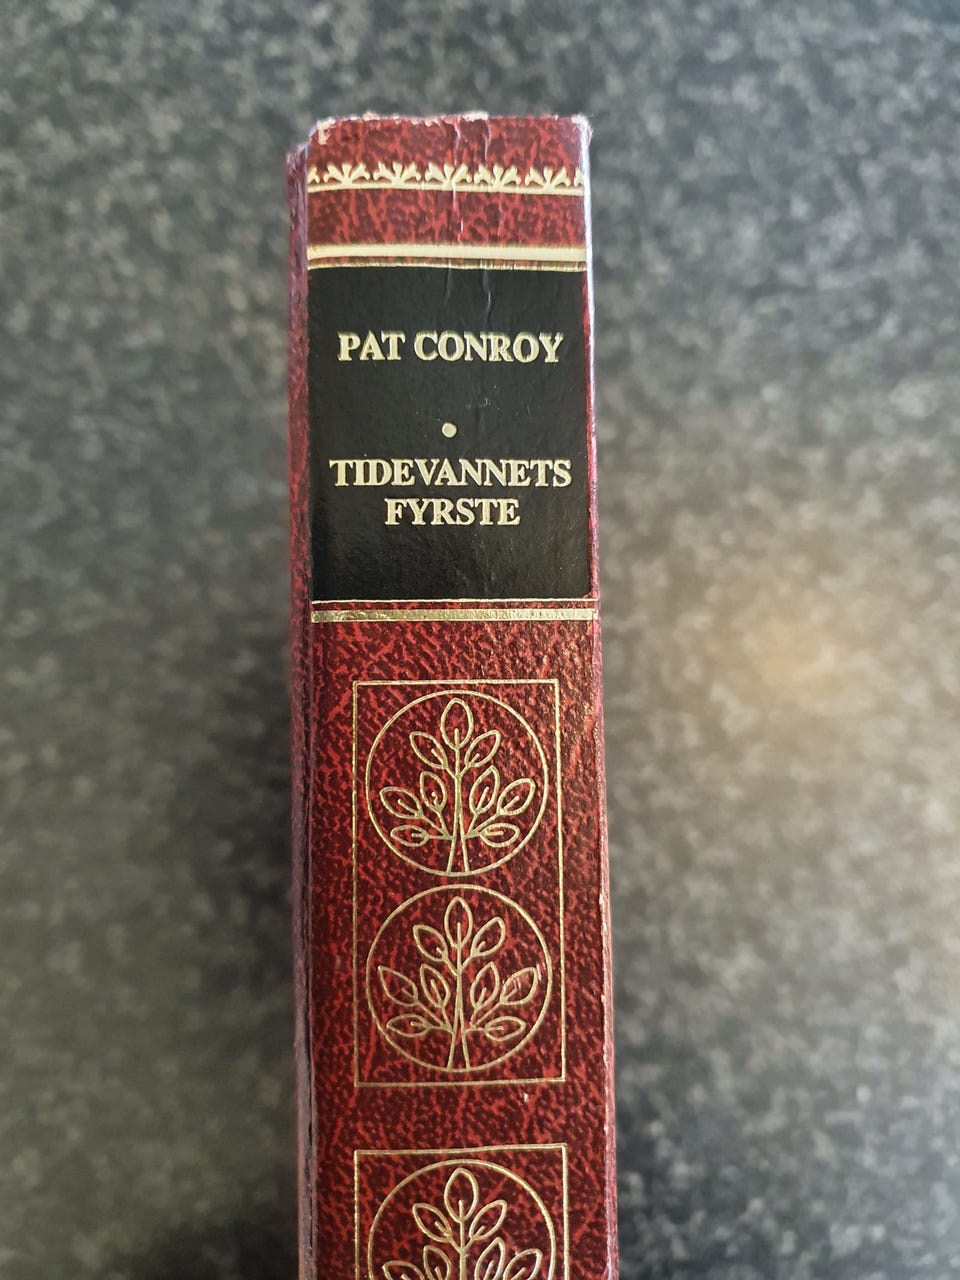 PAT CONROY
•
TIDEVANNETS
FYRSTE